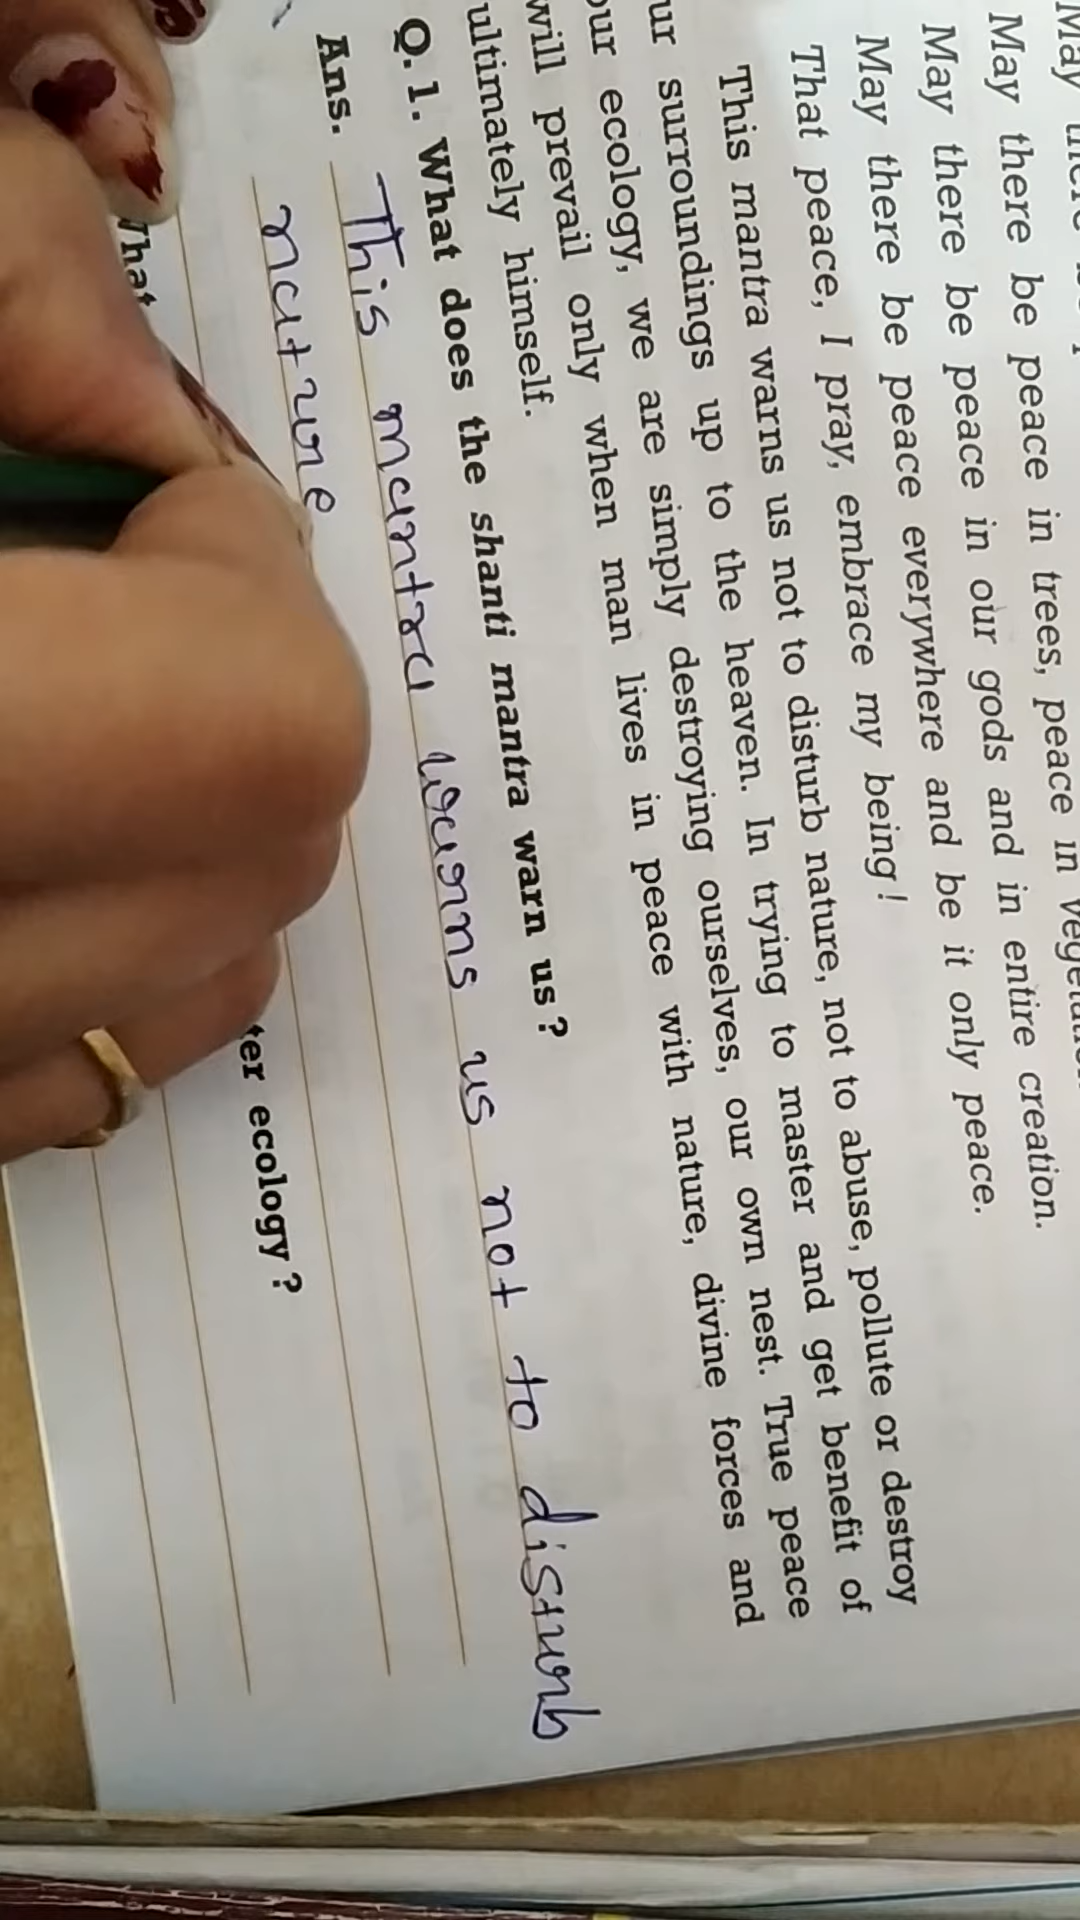 May there be peace in trees, peace in
May there be peace in our gods and in entire creation.
May there be peace everywhere and be it only peace.
That peace, I pray, embrace my being!
This mantra warns us not to disturb nature, not to abuse, pollute or destroy
ur surroundings up to the heaven. In trying to master and get benefit of
our ecology, we are simply destroying ourselves, our own nest. True peace
will prevail only when man lives in peace with nature, divine forces and
ultimately himself.
Q. 1. What does the shanti mantra warn us?
Ans. This mantra warns us not to disturb
nature
ter ecology?